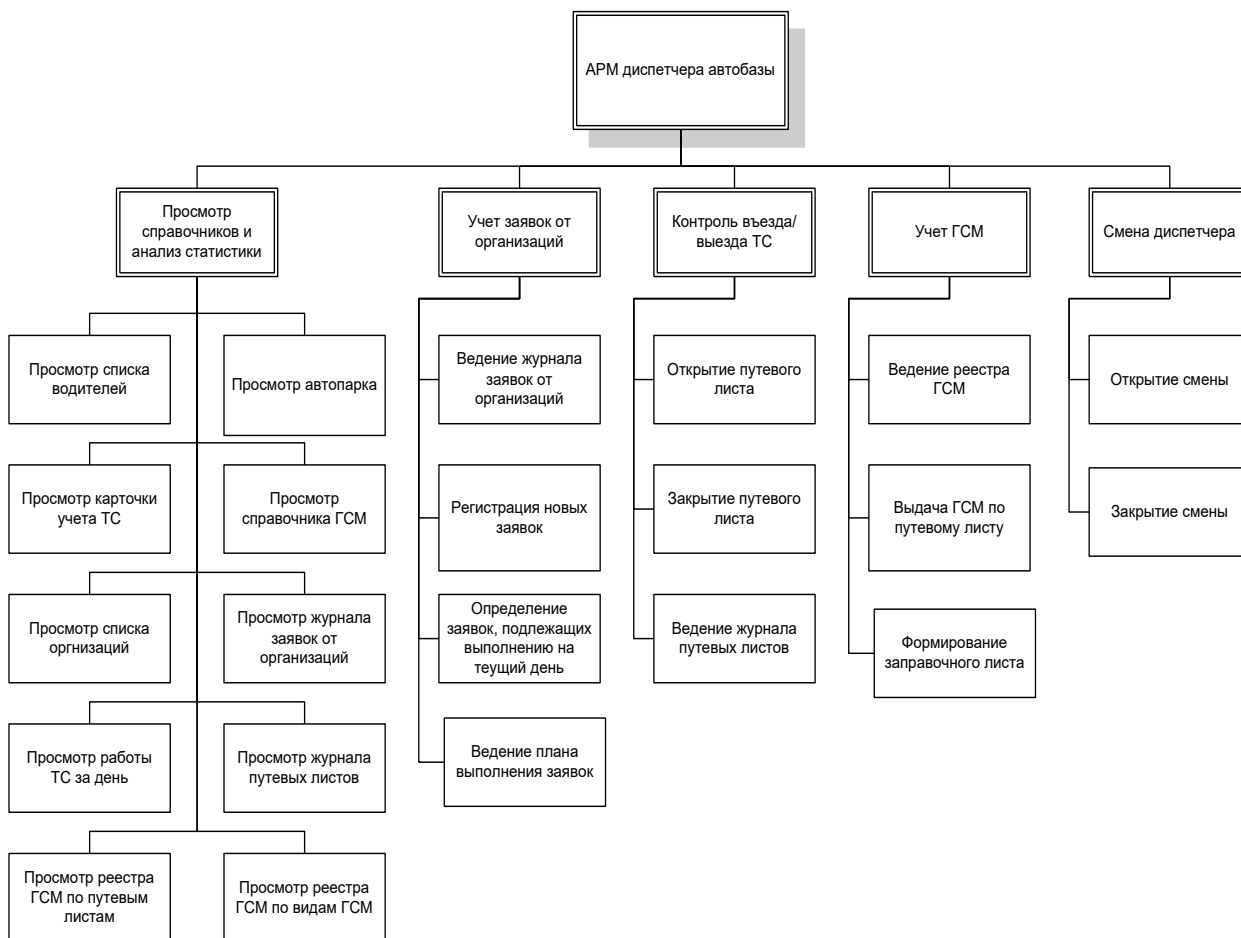 АРМ диспетчера автобазы
Просмотр
справочников и
анализ статистики
Учет заявок от
организаций
Контроль въезда/
выезда ТС
Учет ГСМ
Смена диспетчера
Просмотр списка
водителей
Просмотр автопарка
Просмотр карточки
учета ТС
Просмотр
справочника ГСМ
Просмотр списка
оргнизаций
Просмотр журнала
заявок от
организаций
Просмотр работы
ТС за день
Просмотр журнала
путевых листов
Просмотр реестра
ГСМ по путевым
листам
Просмотр реестра
ГСМ по видам ГСМ
Ведение журнала
заявок от
организаций
Регистрация новых
заявок
Определение
заявок, подлежащих
выполнению на
теущий день
Ведение плана
выполнения заявок
Открытие путевого
листа
Закрытие путевого
листа
Ведение журнала
путевых листов
Ведение реестра
ГСМ
Выдача ГСМ по
путевому листу
Формирование
заправочного листа
Открытие смены
Закрытие смены